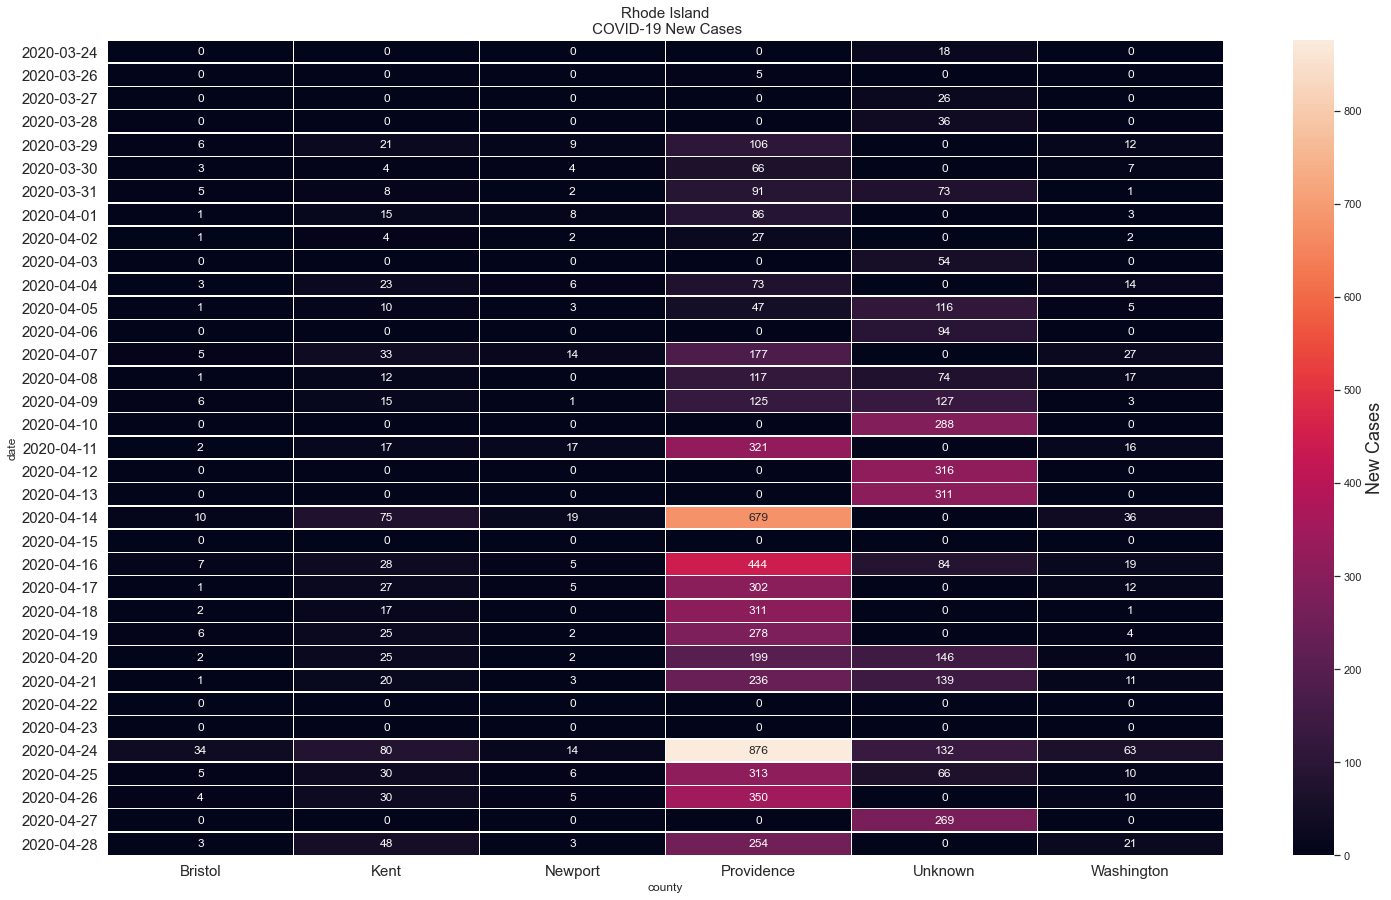 Rhode Island
COVID-19 New Cases
2020-03-24 0 0 0 0 18 0
2020-03-26 0 0 0 5 0 0
2020-03-27 0 0 0 0 26 0
2020-03-28 0 0 0 0 36 0
2020-03-29 6 21 9 106 0 12
2020-03-30 3 4 4 66 0 7
2020-03-31 5 8 2 91 73 1
2020-04-01 1 15 8 86 0 3
2020-04-02 1 4 2 27 0 2
2020-04-03 0 0 0 0 54 0
2020-04-04 3 23 6 73 0 14
2020-04-05 1 10 3 47 116 5
2020-04-06 0 0 0 0 94 0
2020-04-07 5 33 14 177 0 27
2020-04-08 1 12 0 117 74 17
2020-04-09 6 15 1 125 127 3
2020-04-10 0 0 0 0 288 0
2020-04-11 2 17 17 321 0 16
2020-04-12 0 0 0 0 316 0
2020-04-13 0 0 0 0 311 0
2020-04-14 10 75 19 679 0 36
2020-04-15 0 0 0 0 0 0
2020-04-16 7 28 5 444 84 19
2020-04-17 1 27 5 302 0 12
2020-04-18 2 17 0 311 0 1
2020-04-19 6 25 2 278 0 4
2020-04-20 2 25 2 199 146 10
2020-04-21 1 20 3 236 139 11
2020-04-22 0 0 0 0 0 0
2020-04-23 0 0 0 0 0 0
2020-04-24 34 80 14 876 132 63
2020-04-25 5 30 6 313 66 10
2020-04-26 4 30 5 350 0 10
2020-04-27 0 0 0 0 269 0
2020-04-28 3 48 3 254 0 21
Bristol Kent Newport Providence Unknown Washington
county
date
800
700
600
500
400
300
200
100
0
New Cases